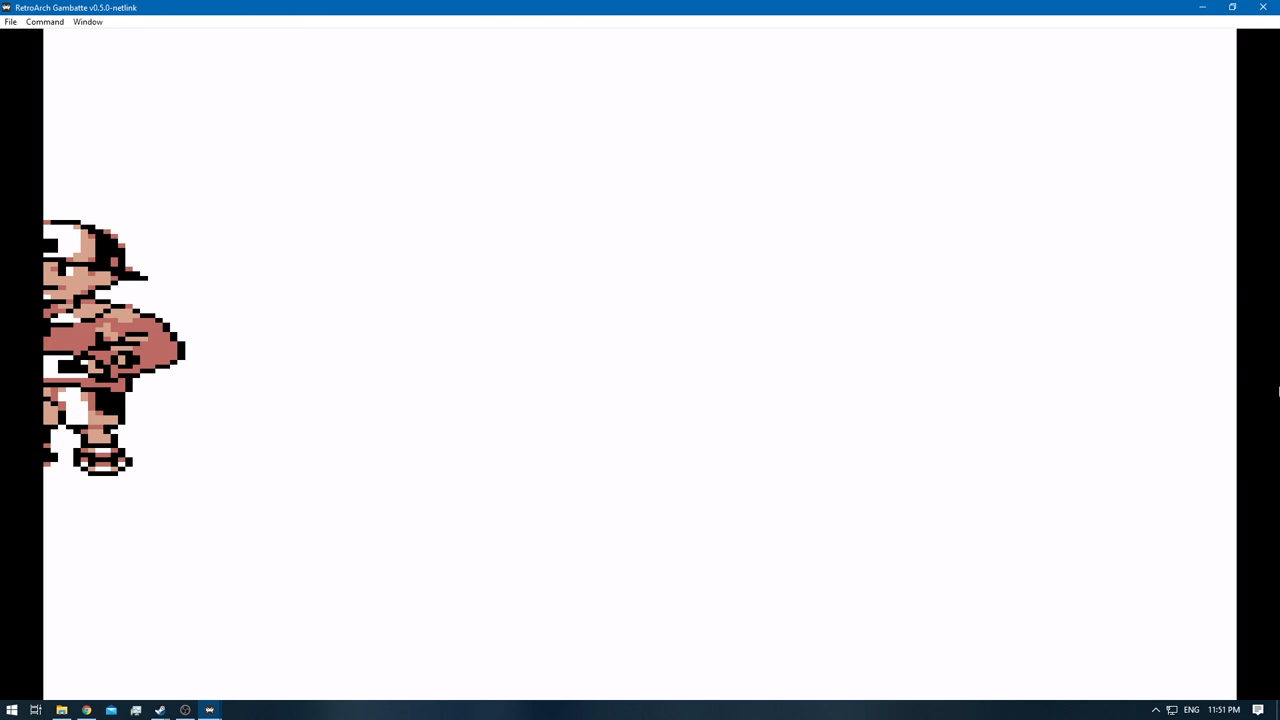 RetroArch Gambatte v0.5.0-netlink
File Command Window
ENG 11:51 PM